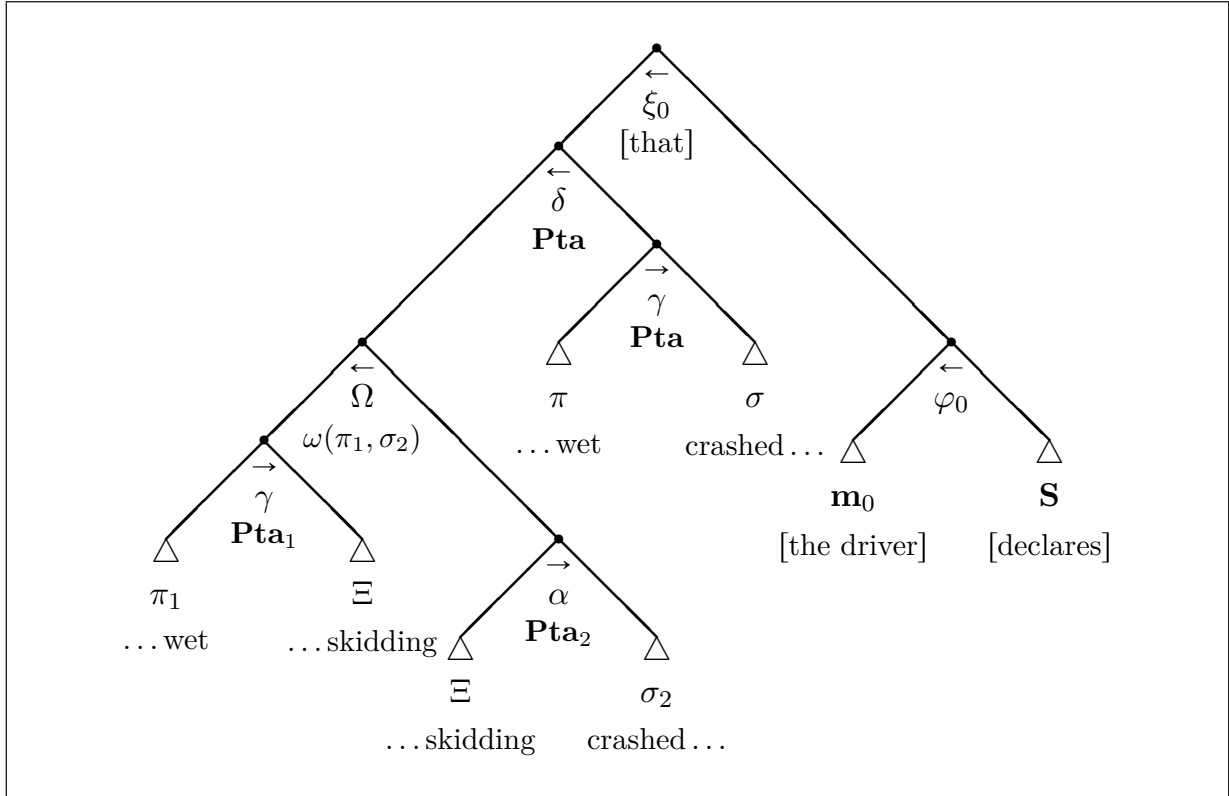 ←
ξ₀
[that]
←
δ
Pta
→
γ
Pta
←
Ω
ω(π₁, σ₂)
π
σ
←
φ₀
…wet
crashed…
→
γ
Pta₁
m₀
S
[the driver]
[declares]
π₁
Ξ
→
α
Pta₂
…wet
…skidding
Ξ
σ₂
…skidding
crashed…